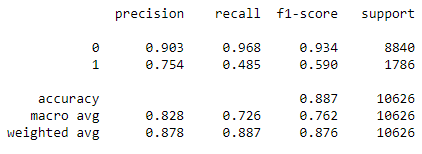 precision recall f1-score support
0 0.903 0.968 0.934 8840
1 0.754 0.485 0.590 1786
accuracy 0.887 10626
macro avg 0.828 0.726 0.762 10626
weighted avg 0.878 0.887 0.876 10626